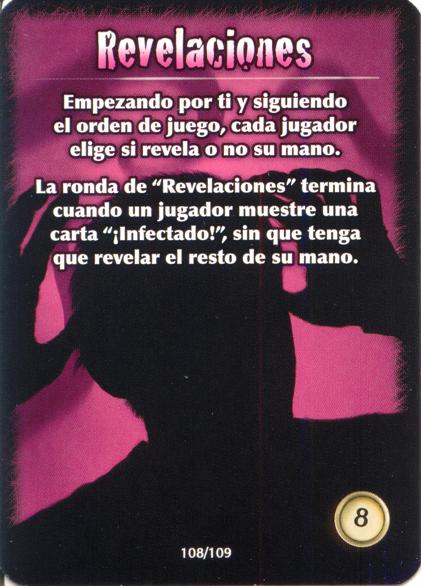 Revelaciones
Empezando por ti y siguiendo
el orden de juego, cada jugador
elige si revela o no su mano.
La ronda de “Revelaciones” termina
cuando un jugador muestre una
carta “¡Infectado!”, sin que tenga
que revelar el resto de su mano.
8
108/109